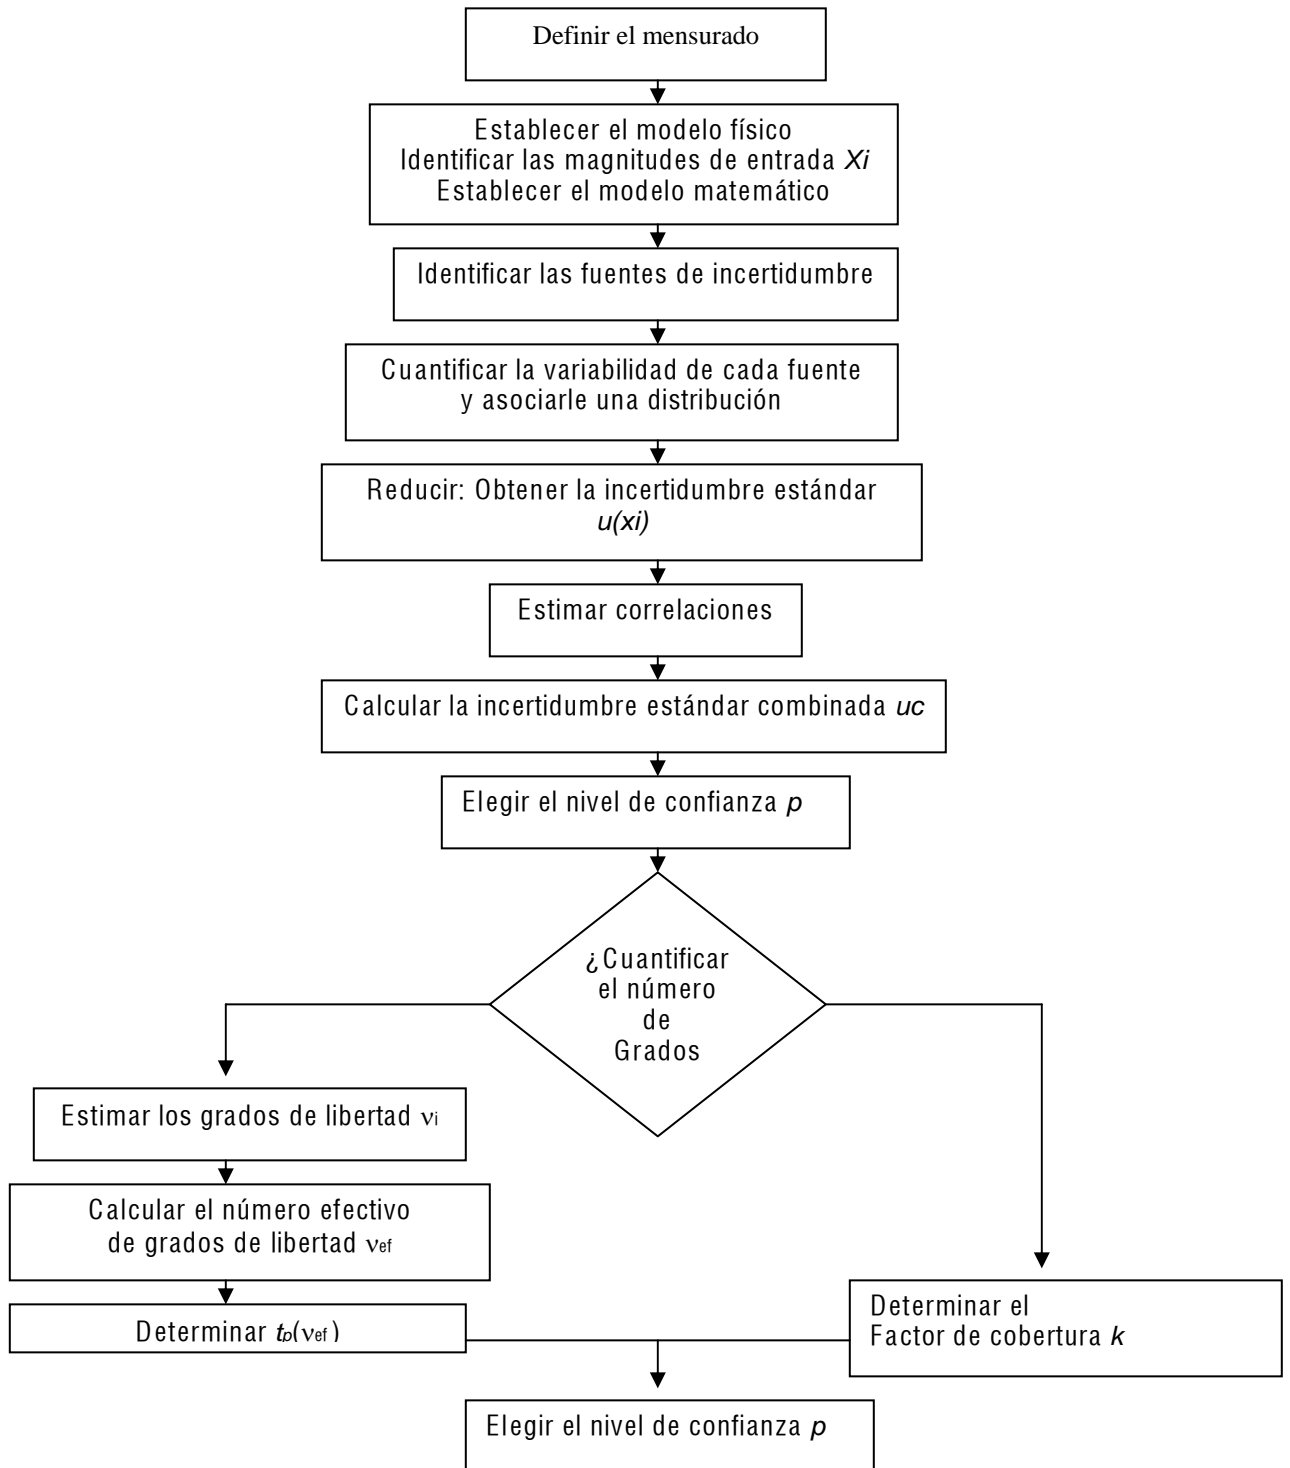 Definir el mensurado
Establecer el modelo físico
Identificar las magnitudes de entrada Xi
Establecer el modelo matemático
Identificar las fuentes de incertidumbre
Cuantificar la variabilidad de cada fuente
y asociarle una distribución
Reducir: Obtener la incertidumbre estándar
u(xi)
Estimar correlaciones
Calcular la incertidumbre estándar combinada uc
Elegir el nivel de confianza p
¿Cuantificar
el número
de
Grados
Estimar los grados de libertad νi
Calcular el número efectivo
de grados de libertad νef
Determinar tp(νef)
Determinar el
Factor de cobertura k
Elegir el nivel de confianza p